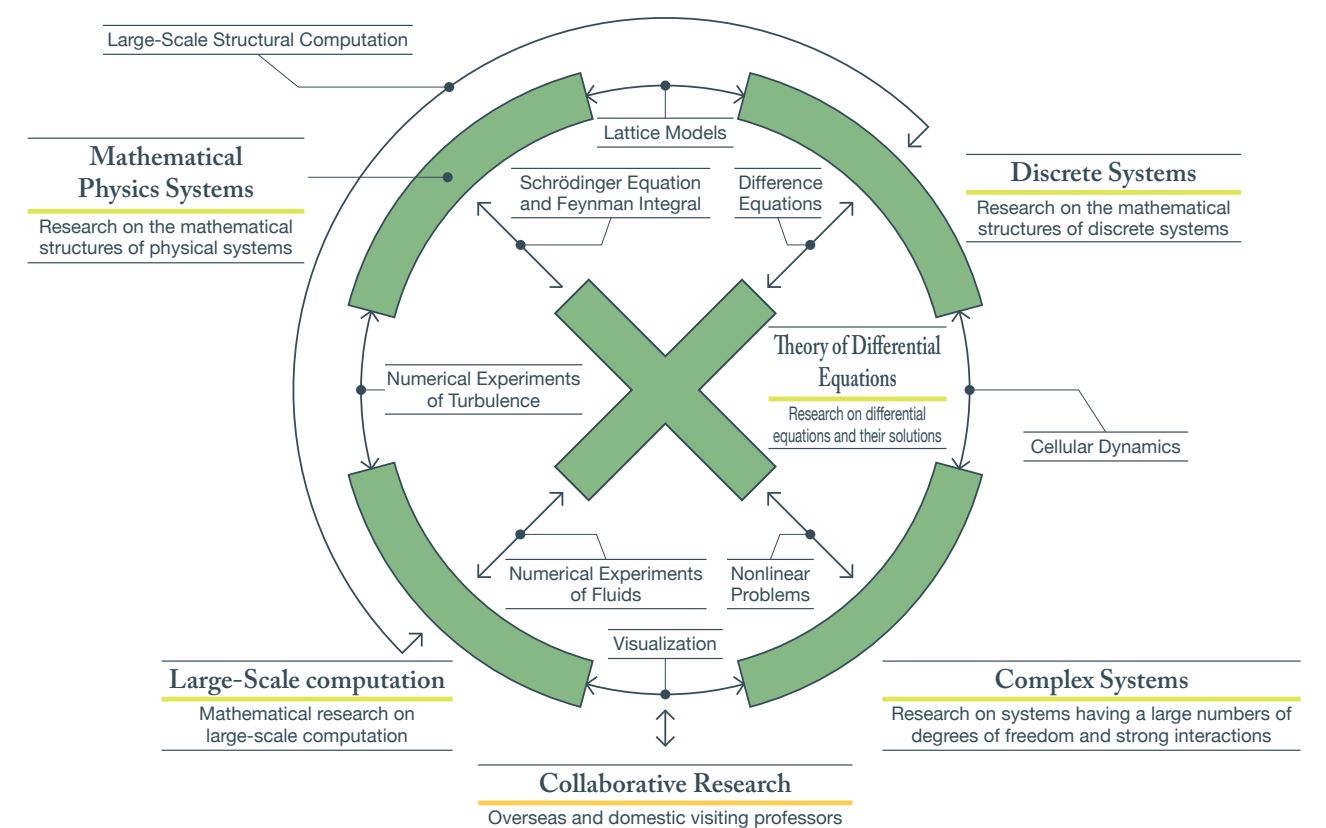 Large-Scale Structural Computation
Mathematical
Physics Systems
Research on the mathematical
structures of physical systems
Lattice Models
Schrödinger Equation
and Feynman Integral
Difference
Equations
Discrete Systems
Research on the mathematical
structures of discrete systems
Numerical Experiments
of Turbulence
Theory of Differential
Equations
Research on differential
equations and their solutions
Cellular Dynamics
Numerical Experiments
of Fluids
Nonlinear
Problems
Visualization
Large-Scale computation
Mathematical research on
large-scale computation
Complex Systems
Research on systems having a large numbers of
degrees of freedom and strong interactions
Collaborative Research
Overseas and domestic visiting professors